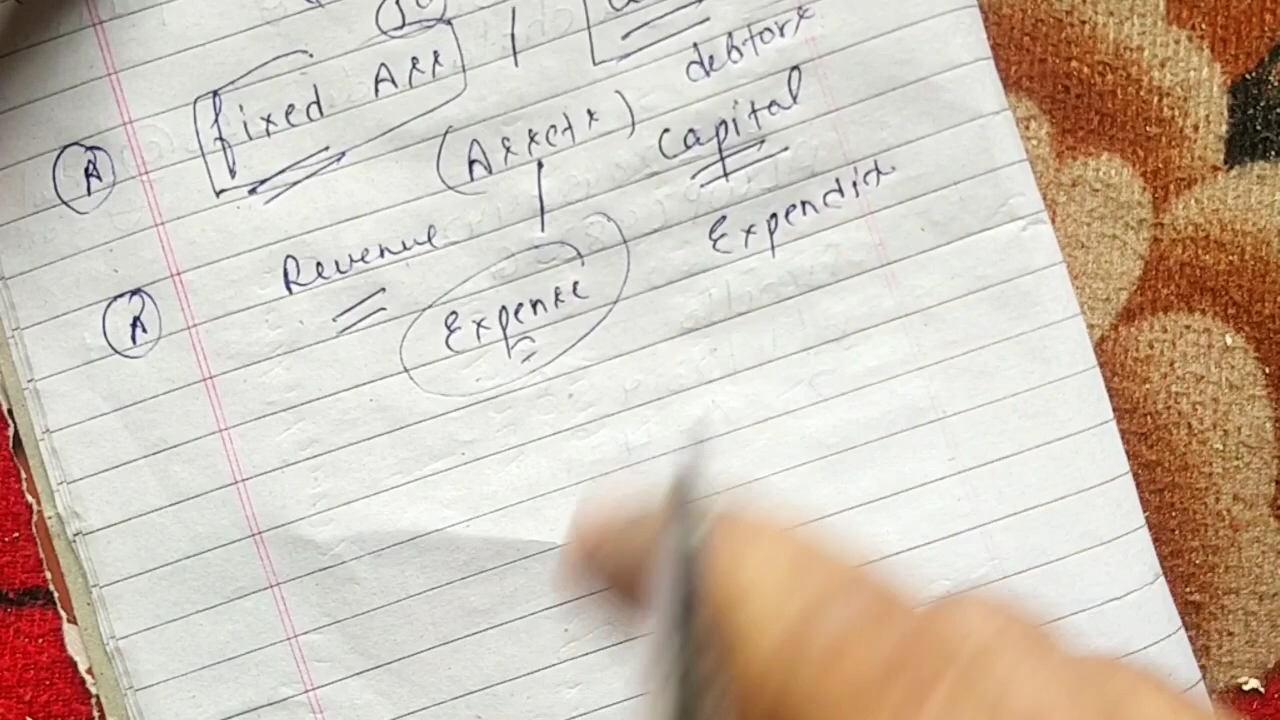 debtors
A fixed Ass
(Assets) Capital
Expendit
A Revenue Expense